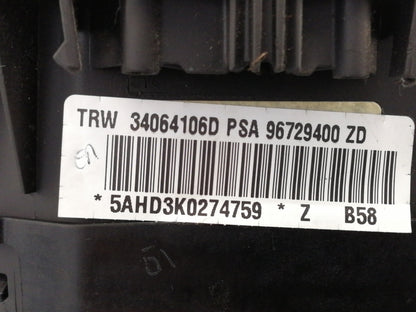 TRW 34064106D PSA 96729400 ZD
* 5AHD3K0274759 * Z B58